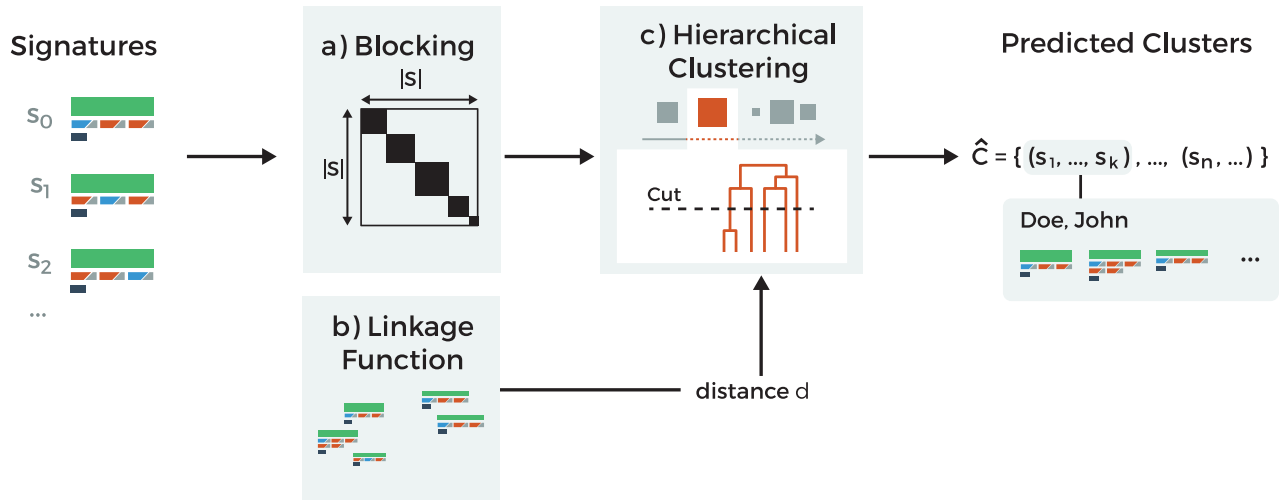 Signatures
s0
s1
s2
...
a) Blocking
|s|
|s|
b) Linkage
Function
c) Hierarchical
Clustering
Cut
distance d
Predicted Clusters
Ĉ = { (s1, ..., sk) , ..., (sn, ...) }
Doe, John
...